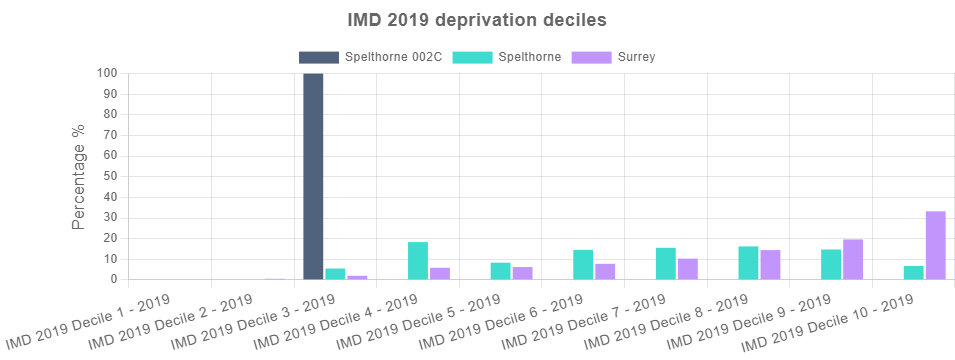 IMD 2019 deprivation deciles
Spelthorne 002C Spelthorne Surrey
Percentage %
100
90
80
70
60
50
40
30
20
10
0
IMD 2019 Decile 1 - 2019
IMD 2019 Decile 2 - 2019
IMD 2019 Decile 3 - 2019
IMD 2019 Decile 4 - 2019
IMD 2019 Decile 5 - 2019
IMD 2019 Decile 6 - 2019
IMD 2019 Decile 7 - 2019
IMD 2019 Decile 8 - 2019
IMD 2019 Decile 9 - 2019
IMD 2019 Decile 10 - 2019